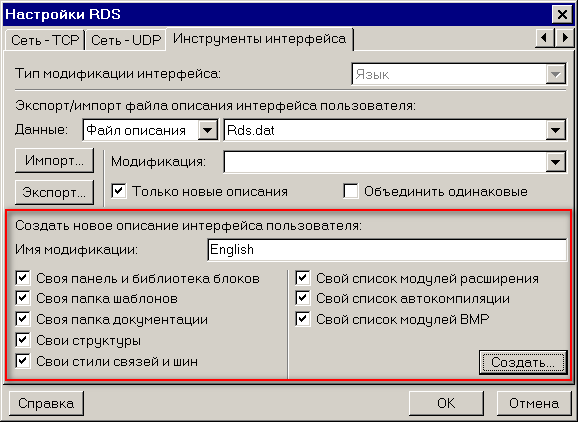 Настройки RDS
Сеть - TCP Сеть - UDP Инструменты интерфейса
Тип модификации интерфейса: Язык
Экспорт/импорт файла описания интерфейса пользователя:
Данные: Файл описания Rds.dat
Импорт... Модификация:
Экспорт... Только новые описания Объединить одинаковые
Создать новое описание интерфейса пользователя:
Имя модификации: English
Своя панель и библиотека блоков Свой список модулей расширения
Своя папка шаблонов Свой список автокомпиляции
Своя папка документации Свой список модулей BMP
Свои структуры
Свои стили связей и шин Создать...
Справка OK Отмена